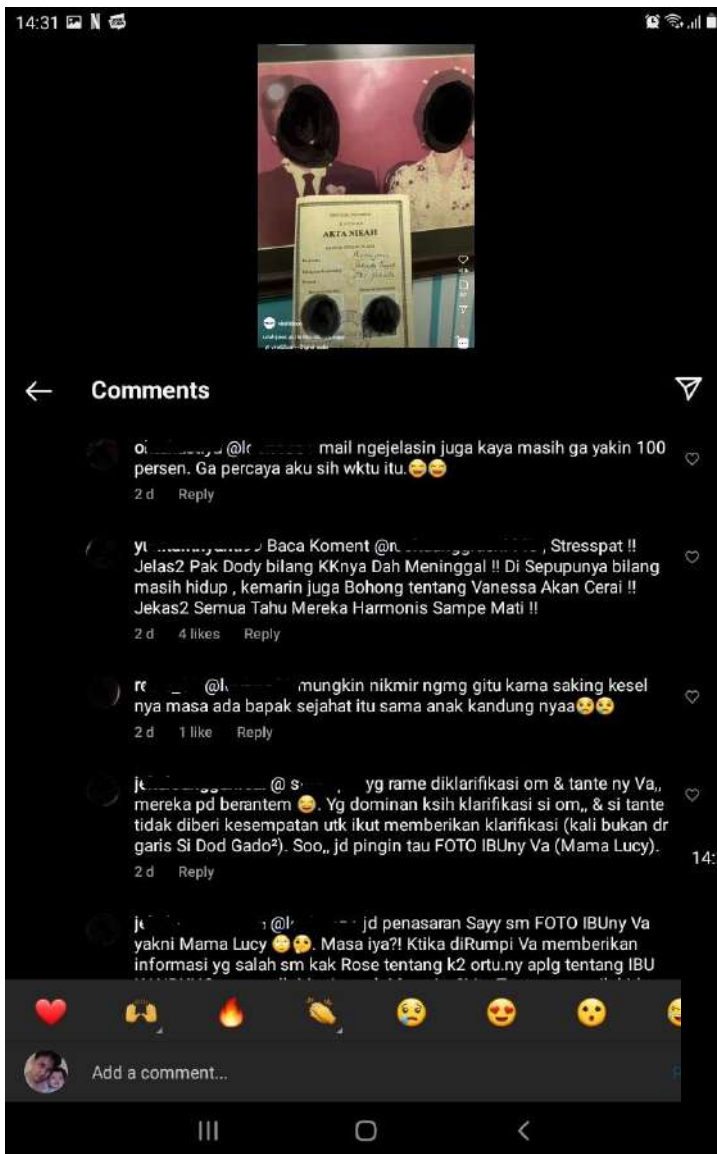 14:31
AKTA NIKAH
Comments
mail ngejelasin juga kaya masih ga yakin 100
persen. Ga percaya aku sih wktu itu.😅😅
2 d Reply
Baca Koment , Stresspat !!
Jelas2 Pak Dody bilang KKnya Dah Meninggal !! Di Sepupunya bilang
masih hidup , kemarin juga Bohong tentang Vanessa Akan Cerai !!
Jekas2 Semua Tahu Mereka Harmonis Sampe Mati !!
2 d 4 likes Reply
mungkin nikmir ngmg gitu karna saking kesel
nya masa ada bapak sejahat itu sama anak kandung nyaa😢😢
2 d 1 like Reply
yg rame diklarifikasi om & tante ny Va,,
mereka pd berantem 😅. Yg dominan ksih klarifikasi si om,, & si tante
tidak diberi kesempatan utk ikut memberikan klarifikasi (kali bukan dr
garis Si Dod Gado²). Soo,, jd pingin tau FOTO IBUny Va (Mama Lucy).
14:
2 d Reply
jd penasaran Sayy sm FOTO IBUny Va
yakni Mama Lucy 🙄🤔. Masa iya?! Ktika diRumpi Va memberikan
informasi yg salah sm kak Rose tentang k2 ortu.ny aplg tentang IBU
Add a comment...